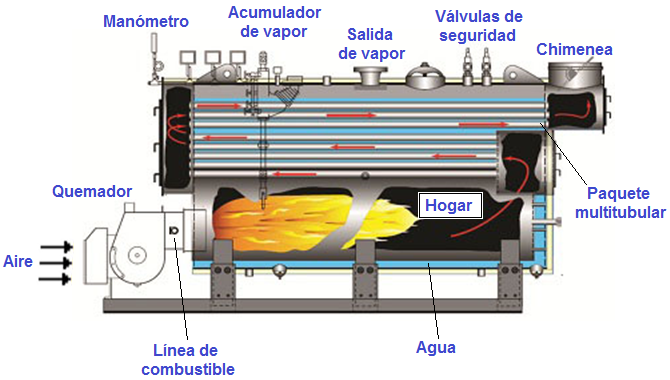 Manómetro
Acumulador
de vapor
Salida
de vapor
Válvulas de
seguridad
Chimenea
Quemador
Hogar
Paquete
multitubular
Aire
Línea de
combustible
Agua